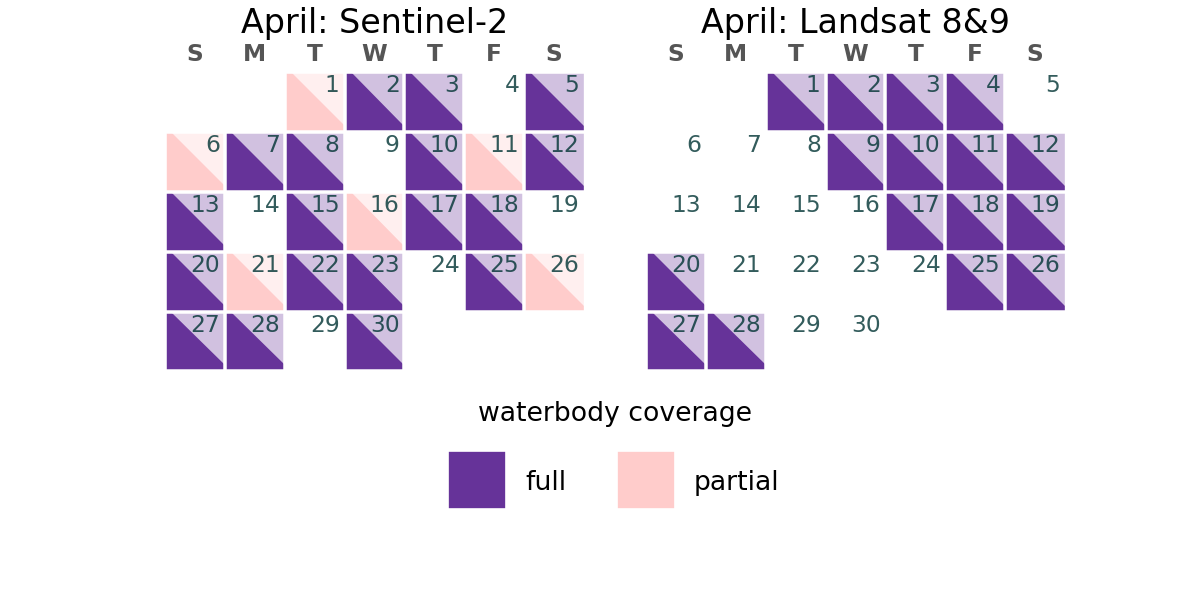 April: Sentinel-2
S M T W T F S
1 2 3 4 5
6 7 8 9 10 11 12
13 14 15 16 17 18 19
20 21 22 23 24 25 26
27 28 29 30
April: Landsat 8&9
S M T W T F S
1 2 3 4 5
6 7 8 9 10 11 12
13 14 15 16 17 18 19
20 21 22 23 24 25 26
27 28 29 30
waterbody coverage
full partial